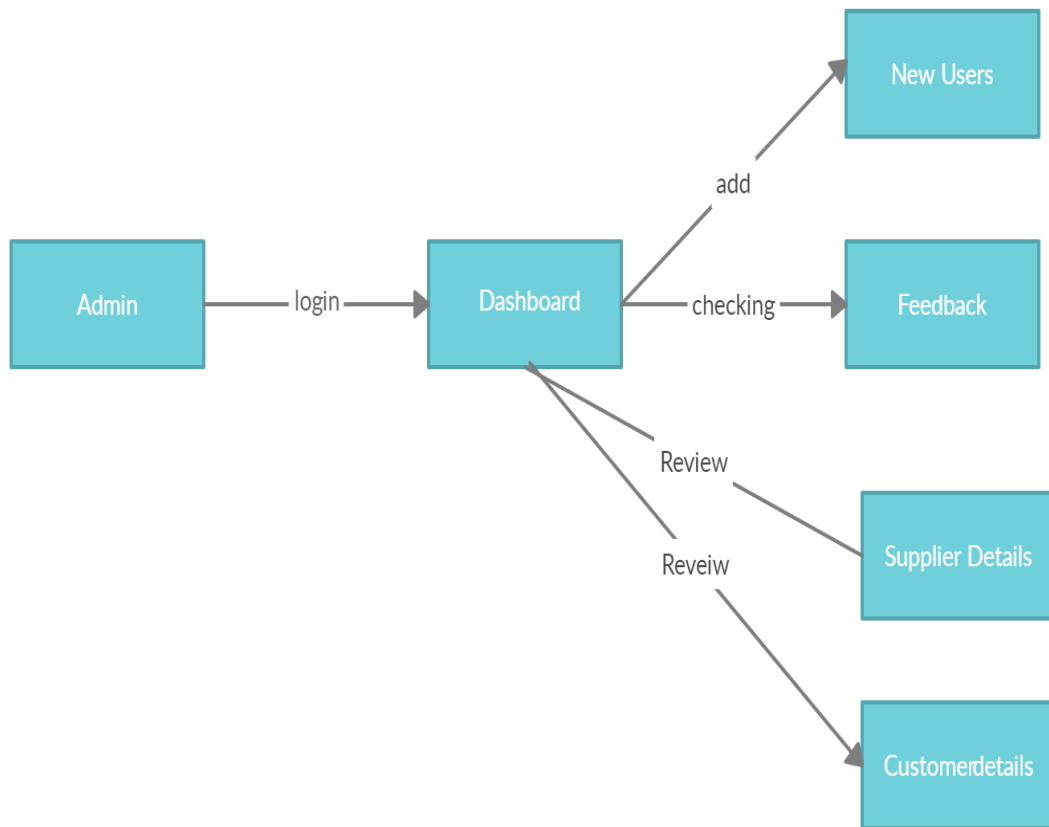 New Users
add
Admin
login
Dashboard
checking
Feedback
Review
Supplier Details
Reveiw
Customerdetails